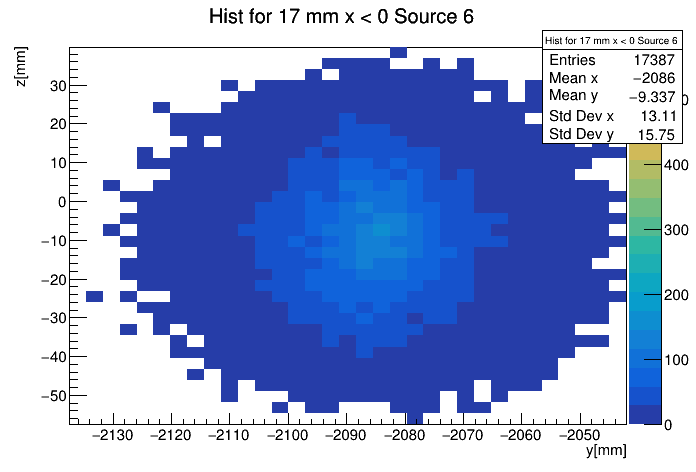 Hist for 17 mm x < 0 Source 6
z[mm]
Hist for 17 mm x < 0 Source 6
Entries 17387
Mean x −2086
Mean y −9.337
Std Dev x 13.11
Std Dev y 15.75
30
20
10
0
−10
−20
−30
−40
−50
400
300
200
100
0
−2130 −2120 −2110 −2100 −2090 −2080 −2070 −2060 −2050
y[mm]